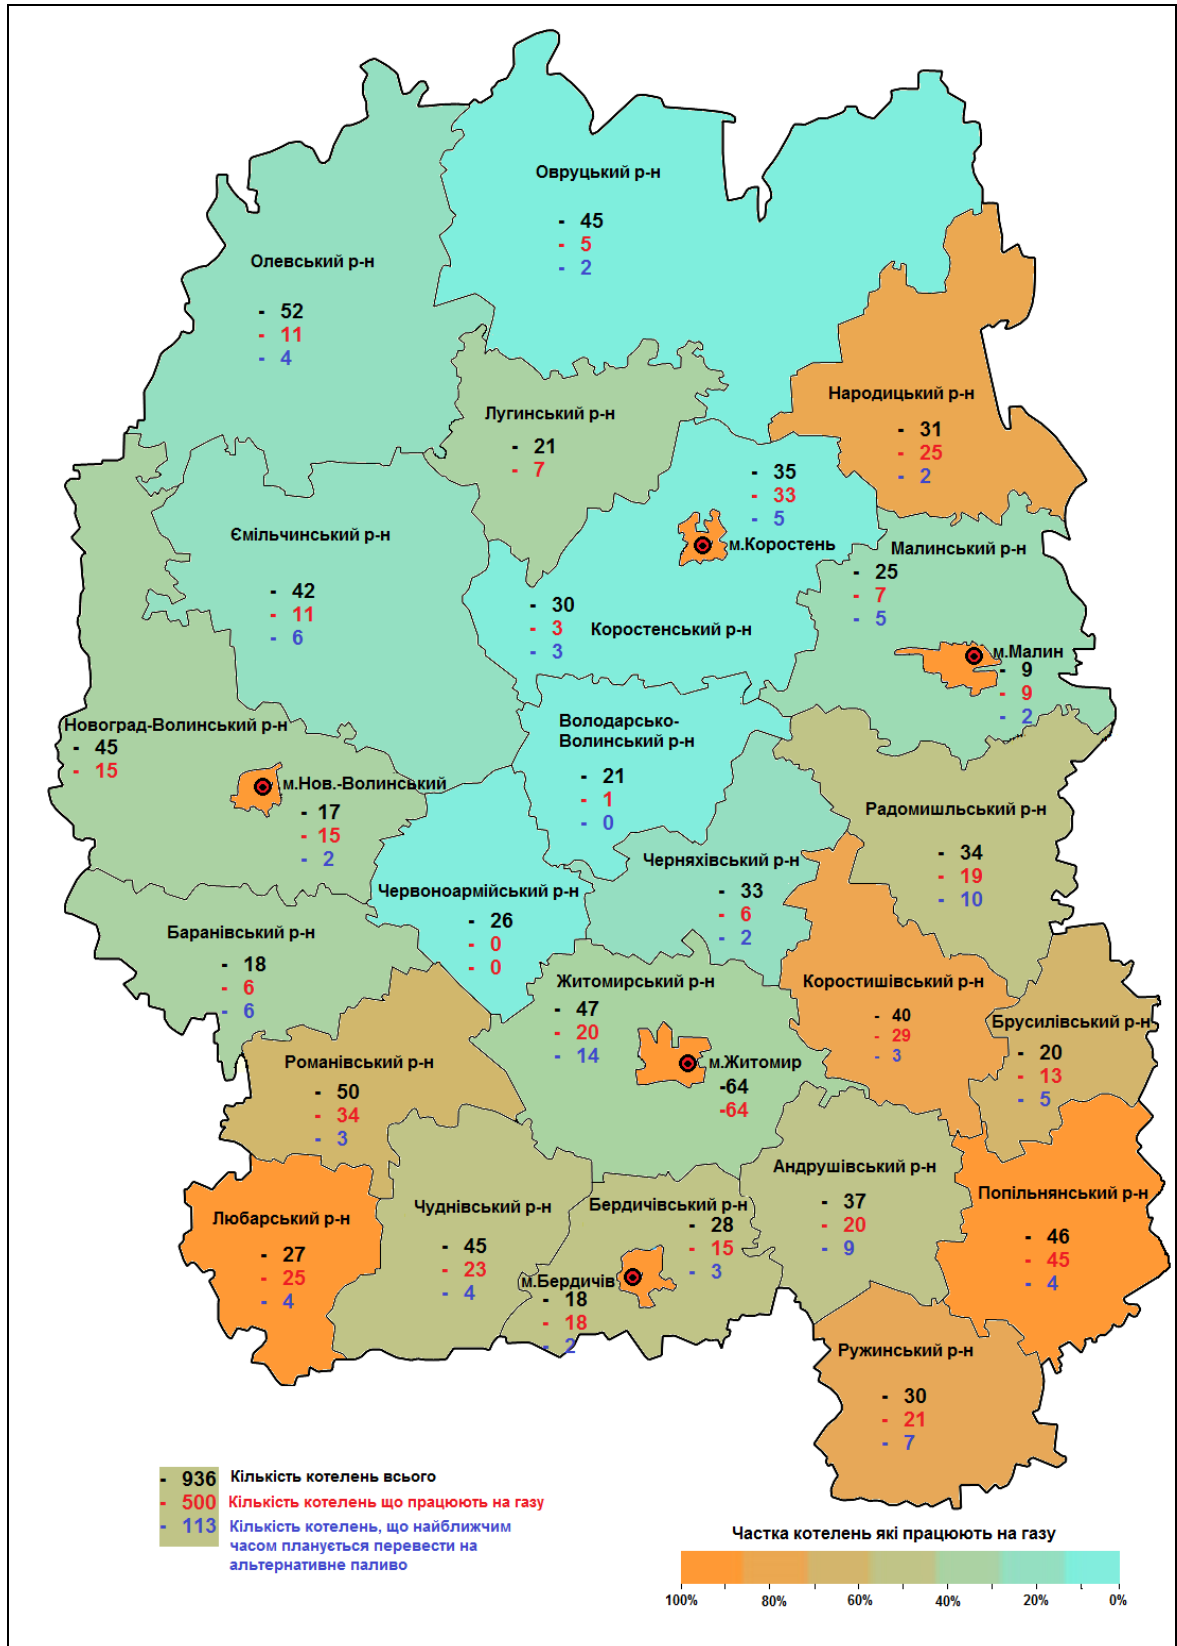 Овруцький р-н
- 45
- 5
- 2
Олевський р-н
- 52
- 11
- 4
Народицький р-н
- 31
- 25
- 2
Лугинський р-н
- 21
- 7
- 35
- 33
- 5
м.Коростень
Ємільчинський р-н
- 42
- 11
- 6
Малинський р-н
- 25
- 7
- 5
- 30
- 3
- 3
Коростенський р-н
м.Малин
- 9
- 9
- 2
Новоград-Волинський р-н
- 45
- 15
м.Нов.-Волинський
- 17
- 15
- 2
Володарсько-
Волинський р-н
- 21
- 1
- 0
Радомишльський р-н
- 34
- 19
- 10
Черняхівський р-н
- 33
- 6
- 2
Червоноармійський р-н
- 26
- 0
- 0
Баранівський р-н
- 18
- 6
- 6
Житомирський р-н
- 47
- 20
- 14
м.Житомир
-64
-64
Коростишівський р-н
- 40
- 29
- 3
Брусилівський р-н
- 20
- 13
- 5
Романівський р-н
- 50
- 34
- 3
Андрушівський р-н
- 37
- 20
- 9
Попільнянський р-н
- 46
- 45
- 4
Любарський р-н
- 27
- 25
- 4
Чуднівський р-н
- 45
- 23
- 4
Бердичівський р-н
- 28
- 15
- 3
м.Бердичів
- 18
- 18
- 2
Ружинський р-н
- 30
- 21
- 7
- 936 Кількість котелень всього
- 500 Кількість котелень що працюють на газу
- 113 Кількість котелень, що найближчим
часом планується перевести на
альтернативне паливо
Частка котелень які працюють на газу
100% 80% 60% 40% 20% 0%